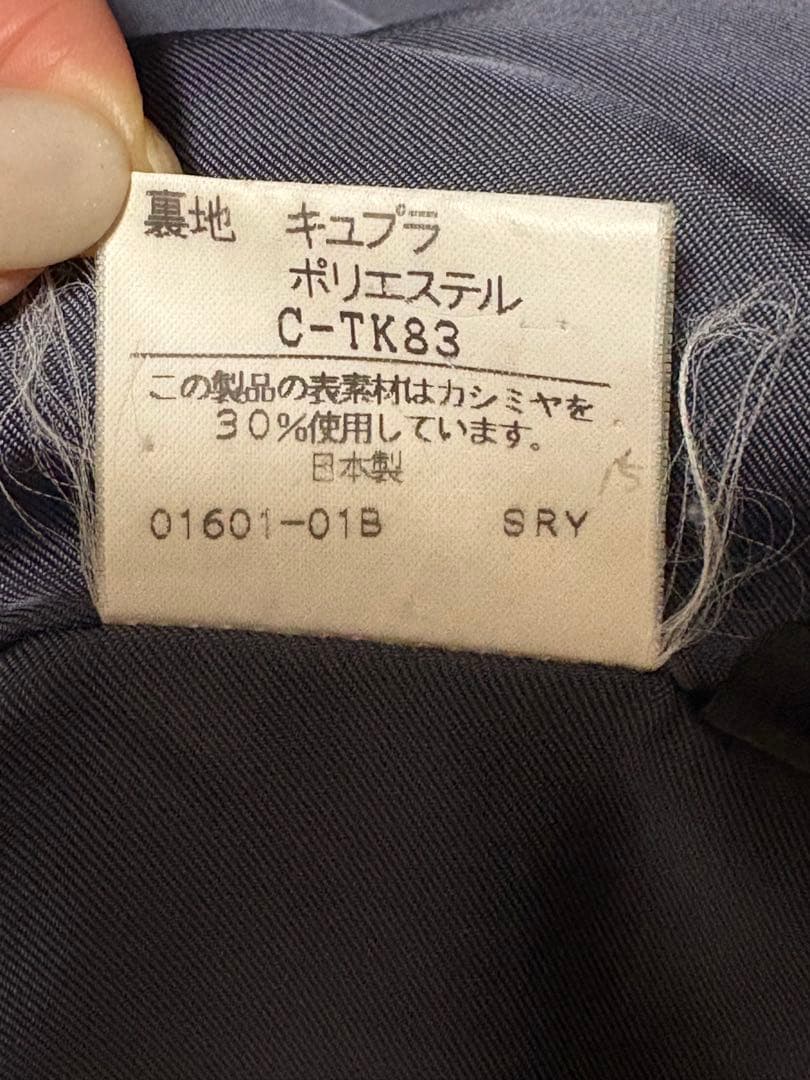 裏地 キュプラ
ポリエステル
C-TK83
この製品の表素材はカシミヤを
30%使用しています。
日本製
15
01601-01B SRY